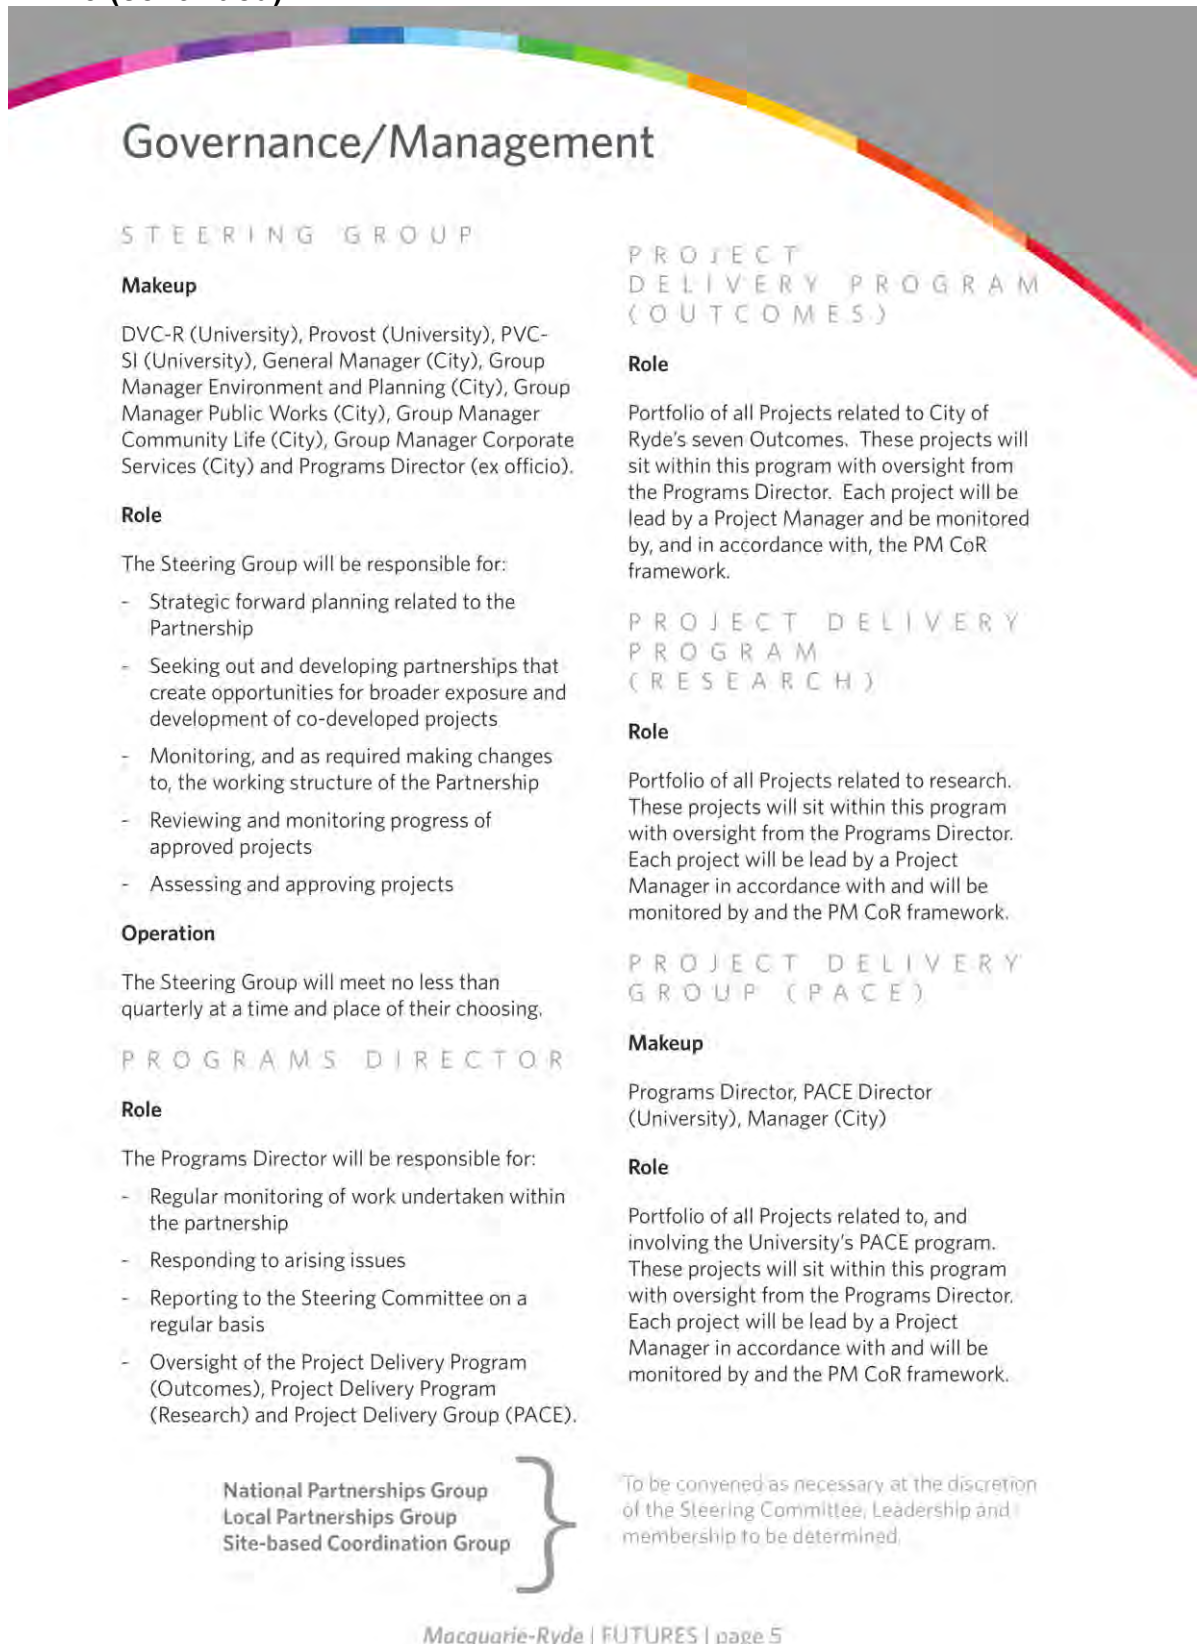 Governance/Management
STEERING GROUP
Makeup
DVC-R (University), Provost (University), PVC-
SI (University), General Manager (City), Group
Manager Environment and Planning (City), Group
Manager Public Works (City), Group Manager
Community Life (City), Group Manager Corporate
Services (City) and Programs Director (ex officio).
Role
The Steering Group will be responsible for:
- Strategic forward planning related to the
Partnership
- Seeking out and developing partnerships that
create opportunities for broader exposure and
development of co-developed projects
- Monitoring, and as required making changes
to, the working structure of the Partnership
- Reviewing and monitoring progress of
approved projects
- Assessing and approving projects
Operation
The Steering Group will meet no less than
quarterly at a time and place of their choosing.
PROGRAMS DIRECTOR
Role
The Programs Director will be responsible for:
- Regular monitoring of work undertaken within
the partnership
- Responding to arising issues
- Reporting to the Steering Committee on a
regular basis
- Oversight of the Project Delivery Program
(Outcomes), Project Delivery Program
(Research) and Project Delivery Group (PACE).
PROJECT
DELIVERY PROGRAM
(OUTCOMES)
Role
Portfolio of all Projects related to City of
Ryde's seven Outcomes. These projects will
sit within this program with oversight from
the Programs Director. Each project will be
lead by a Project Manager and be monitored
by, and in accordance with, the PM CoR
framework.
PROJECT DELIVERY
PROGRAM
(RESEARCH)
Role
Portfolio of all Projects related to research.
These projects will sit within this program
with oversight from the Programs Director.
Each project will be lead by a Project
Manager in accordance with and will be
monitored by and the PM CoR framework.
PROJECT DELIVERY
GROUP (PACE)
Makeup
Programs Director, PACE Director
(University), Manager (City)
Role
Portfolio of all Projects related to, and
involving the University's PACE program.
These projects will sit within this program
with oversight from the Programs Director.
Each project will be lead by a Project
Manager in accordance with and will be
monitored by and the PM CoR framework.
National Partnerships Group
Local Partnerships Group
Site-based Coordination Group
To be convened as necessary at the discretion
of the Steering Committee, Leadership and
membership to be determined.
Macquarie-Ryde | FUTURES | page 5